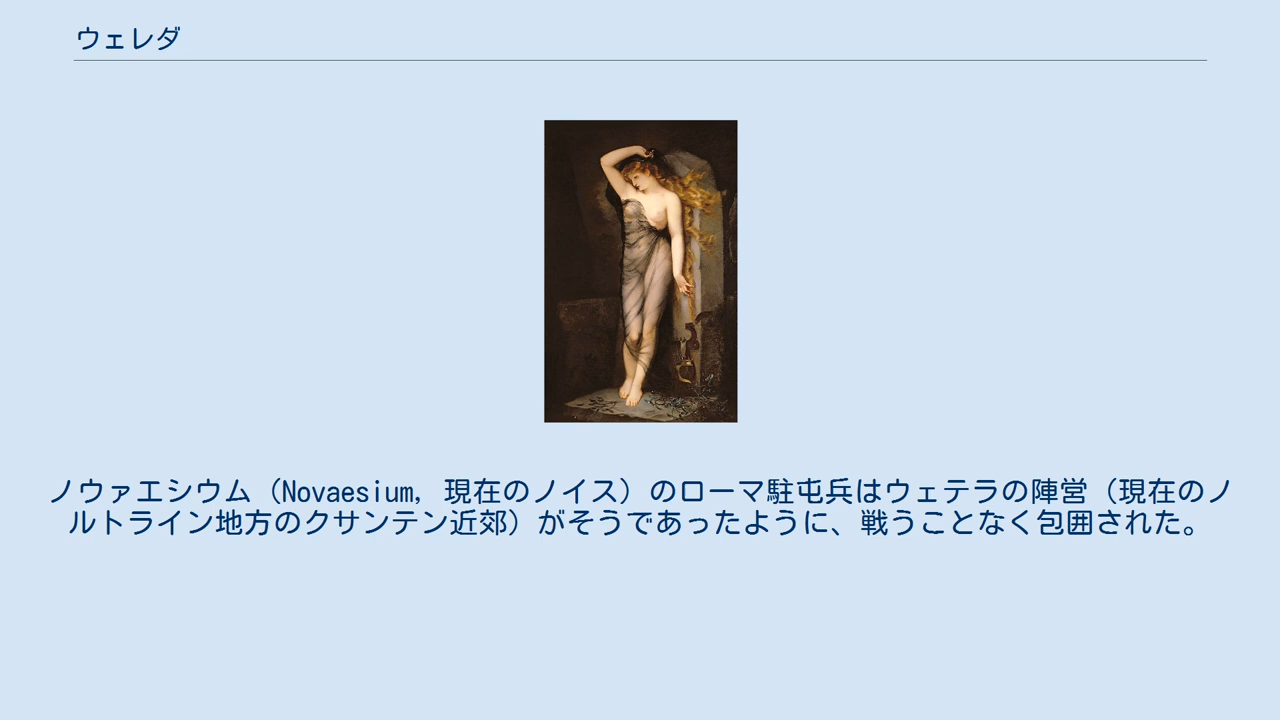 ウェレダ
ノヴァエシウム（Novaesium, 現在のノイス）のローマ駐屯兵はウェテラの陣営（現在のノ
ルトライン地方のクサンテン近郊）がそうであったように、戦うことなく包囲された。